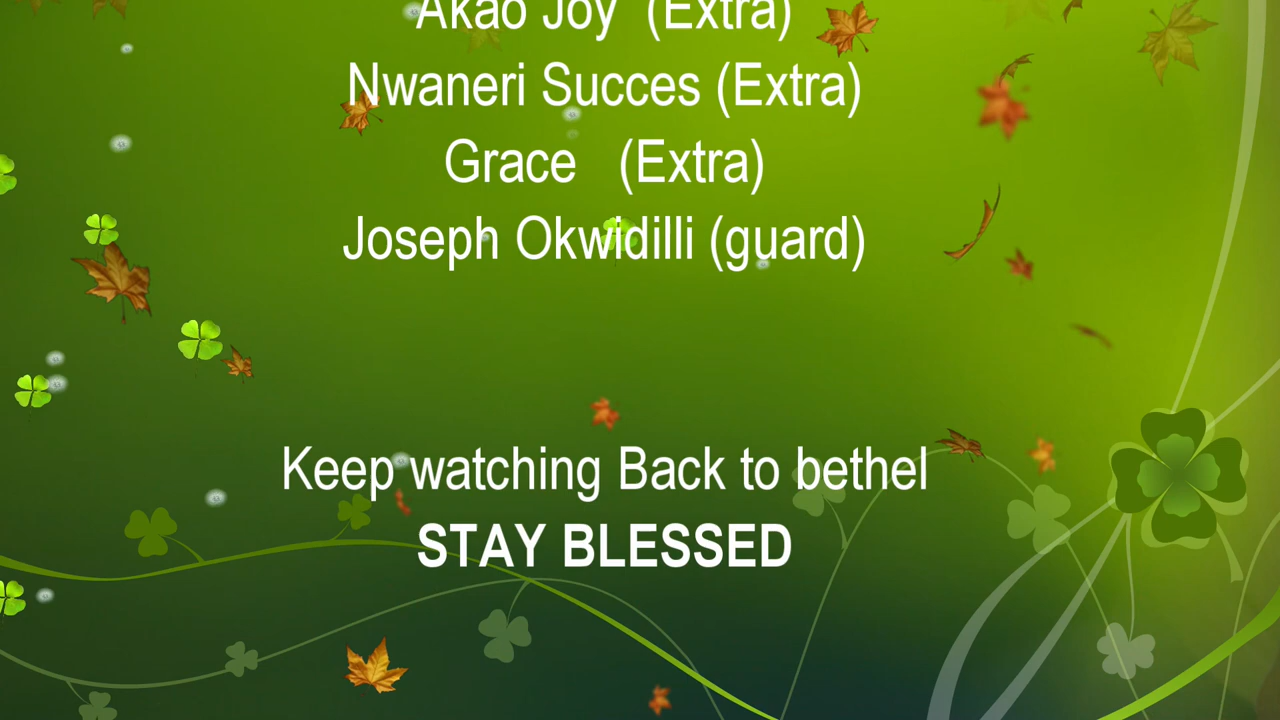 Akao Joy (Extra)
Nwaneri Succes (Extra)
Grace (Extra)
Joseph Okwidilli (guard)
Keep watching Back to bethel
STAY BLESSED